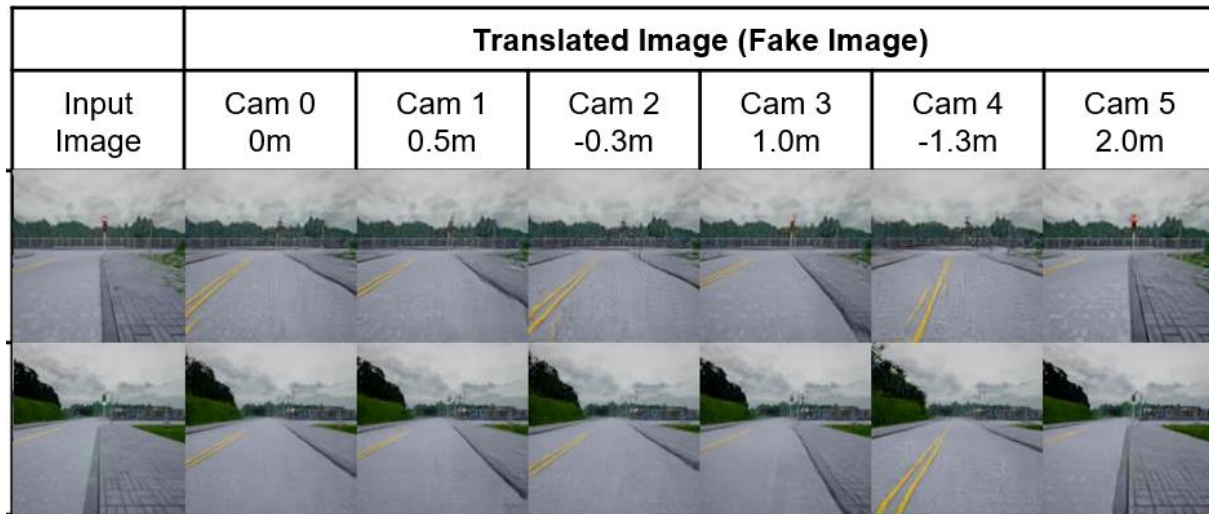 Translated Image (Fake Image)
Input Image
Cam 0 0m
Cam 1 0.5m
Cam 2 -0.3m
Cam 3 1.0m
Cam 4 -1.3m
Cam 5 2.0m